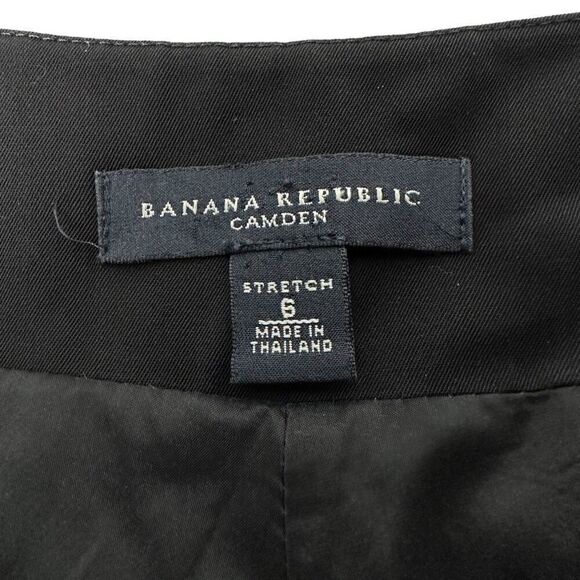 BANANA REPUBLIC
CAMDEN
STRETCH
6
MADE IN
THAILAND